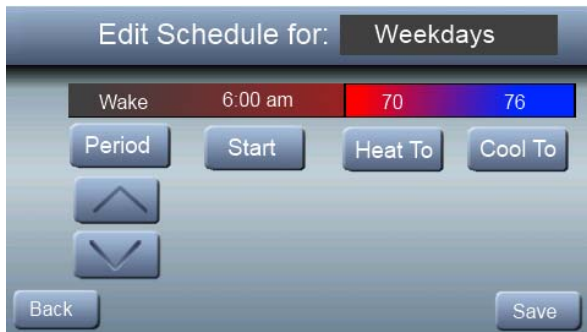 Edit Schedule for: Weekdays
Wake 6:00 am 70 76
Period Start Heat To Cool To
Back Save